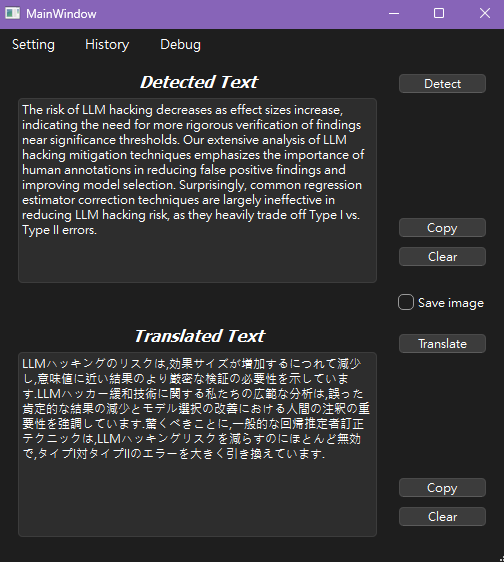 MainWindow
Setting History Debug
Detected Text
Detect
The risk of LLM hacking decreases as effect sizes increase,
indicating the need for more rigorous verification of findings
near significance thresholds. Our extensive analysis of LLM
hacking mitigation techniques emphasizes the importance of
human annotations in reducing false positive findings and
improving model selection. Surprisingly, common regression
estimator correction techniques are largely ineffective in
reducing LLM hacking risk, as they heavily trade off Type I vs.
Type II errors.
Copy
Clear
Save image
Translated Text
Translate
LLMハッキングのリスクは,効果サイズが増加するにつれて減少
し,意味値に近い結果のより厳密な検証の必要性を示していま
す.LLMハッカー緩和技術に関する私たちの広範な分析は,誤った
肯定的な結果の減少とモデル選択の改善における人間の注釈の重
要性を強調しています.驚くべきことに,一般的な回帰推定者訂正
テクニックは,LLMハッキングリスクを減らすのにほとんど無効
で,タイプI対タイプIIのエラーを大きく引き換えています.
Copy
Clear